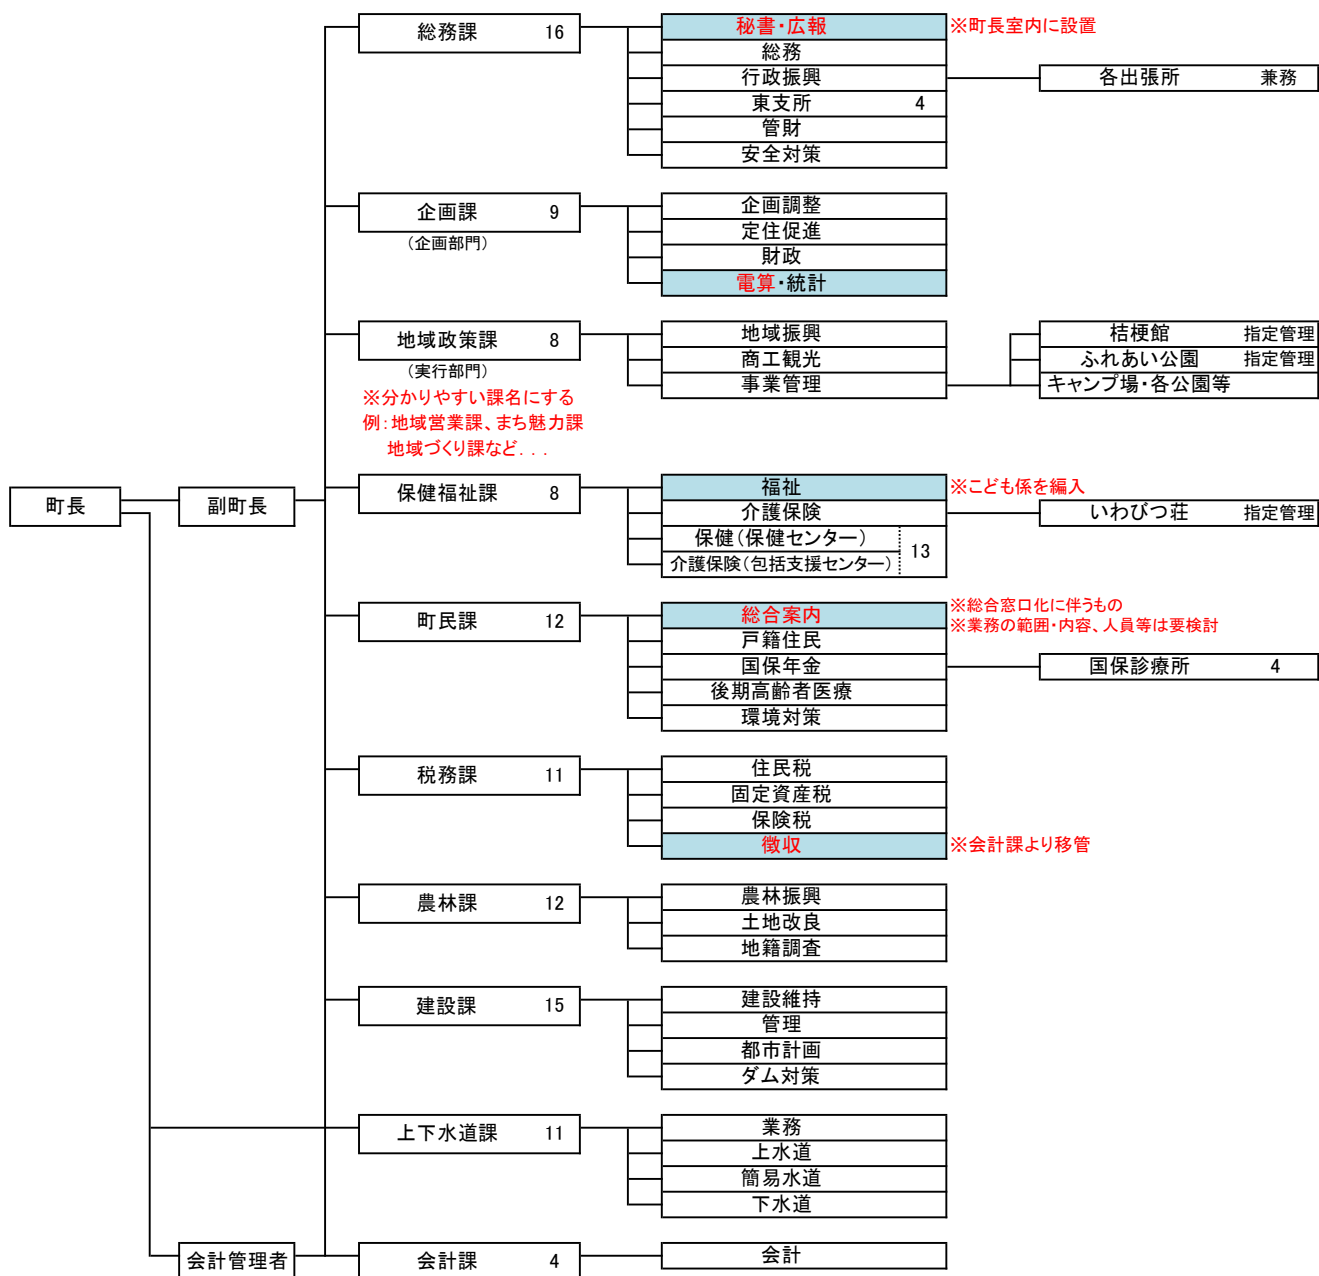 総務課 16
秘書・広報
※町長室内に設置
総務
行政振興
各出張所 兼務
東支所 4
管財
安全対策
企画課 9
(企画部門)
企画調整
定住促進
財政
電算・統計
地域政策課 8
(実行部門)
※分かりやすい課名にする
例：地域営業課、まち魅力課
地域づくり課など...
地域振興
商工観光
事業管理
桔梗館 指定管理
ふれあい公園 指定管理
キャンプ場・各公園等
町長
副町長
保健福祉課 8
福祉
※こども係を編入
介護保険
いわびつ荘 指定管理
保健(保健センター)
13
介護保険(包括支援センター)
町民課 12
総合案内
※総合窓口化に伴うもの
※業務の範囲・内容、人員等は要検討
戸籍住民
国保年金
国保診療所 4
後期高齢者医療
環境対策
税務課 11
住民税
固定資産税
保険税
徴収
※会計課より移管
農林課 12
農林振興
土地改良
地籍調査
建設課 15
建設維持
管理
都市計画
ダム対策
上下水道課 11
業務
上水道
簡易水道
下水道
会計管理者
会計課 4
会計